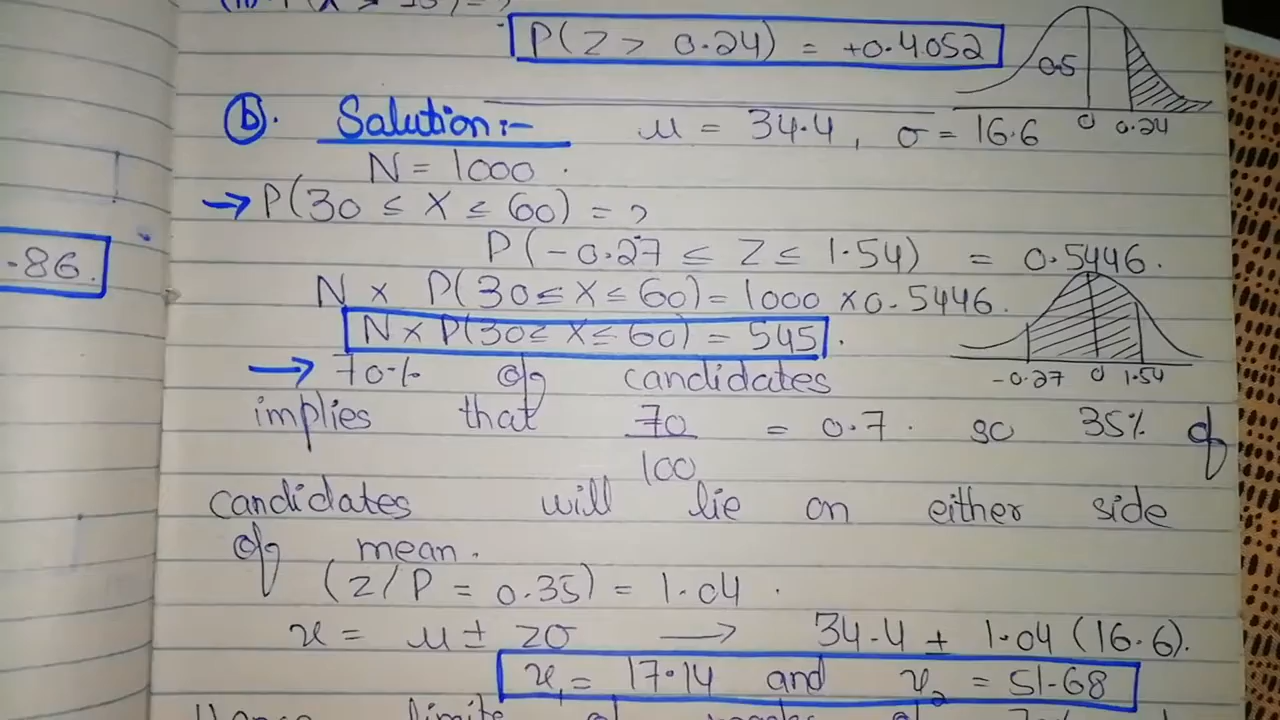 P(Z > 0.24) = +0.4052
0.5
0 0.24
(b). Salution:- μ = 34.4, σ = 16.6
N = 1000.
→ P(30 ≤ X ≤ 60) = ?
P(-0.27 ≤ Z ≤ 1.54) = 0.5446.
-86.
N × P(30 ≤ X ≤ 60) = 1000 × 0.5446.
N × P(30 ≤ X ≤ 60) = 545.
-0.27 0 1.54
→ 70% of candidates
implies that 70/100 = 0.7. so 35% of
candidates will lie on either side
of mean.
(Z/P = 0.35) = 1.04.
x = μ ± zσ → 34.4 ± 1.04 (16.6).
x₁ = 17.14 and x₂ = 51.68